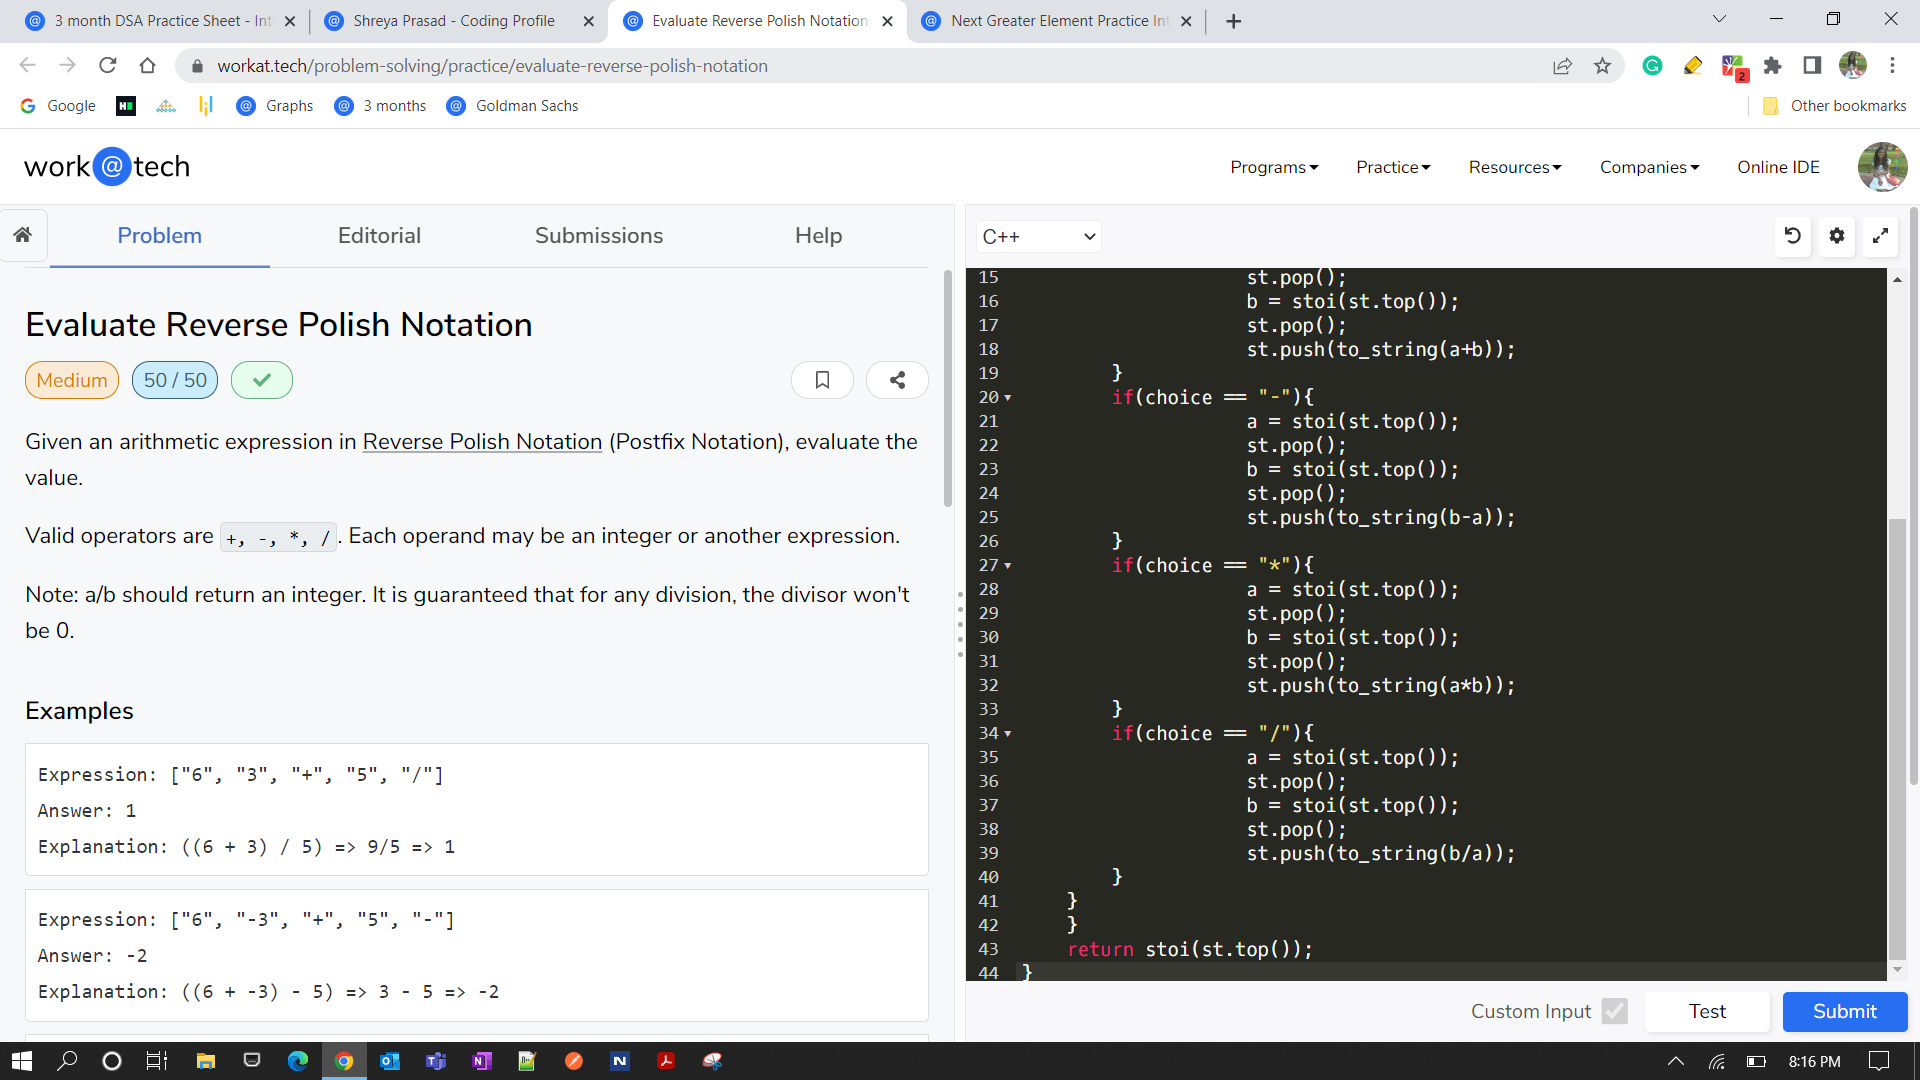 3 month DSA Practice Sheet - Int
Shreya Prasad - Coding Profile
Evaluate Reverse Polish Notation
Next Greater Element Practice Int
workat.tech/problem-solving/practice/evaluate-reverse-polish-notation
2
Google
Graphs
3 months
Goldman Sachs
Other bookmarks
work@tech
Programs
Practice
Resources
Companies
Online IDE
Problem
Editorial
Submissions
Help
Evaluate Reverse Polish Notation
Medium
50 / 50
Given an arithmetic expression in Reverse Polish Notation (Postfix Notation), evaluate the
value.
Valid operators are +, -, *, / . Each operand may be an integer or another expression.
Note: a/b should return an integer. It is guaranteed that for any division, the divisor won't
be 0.
Examples
Expression: ["6", "3", "+", "5", "/"]
Answer: 1
Explanation: ((6 + 3) / 5) => 9/5 => 1
Expression: ["6", "-3", "+", "5", "-"]
Answer: -2
Explanation: ((6 + -3) - 5) => 3 - 5 => -2
C++
15 st.pop();
16 b = stoi(st.top());
17 st.pop();
18 st.push(to_string(a+b));
19 }
20 if(choice == "-"){
21 a = stoi(st.top());
22 st.pop();
23 b = stoi(st.top());
24 st.pop();
25 st.push(to_string(b-a));
26 }
27 if(choice == "*"){
28 a = stoi(st.top());
29 st.pop();
30 b = stoi(st.top());
31 st.pop();
32 st.push(to_string(a*b));
33 }
34 if(choice == "/"){
35 a = stoi(st.top());
36 st.pop();
37 b = stoi(st.top());
38 st.pop();
39 st.push(to_string(b/a));
40 }
41 }
42 }
43 return stoi(st.top());
44 }
Custom Input
Test
Submit
8:16 PM